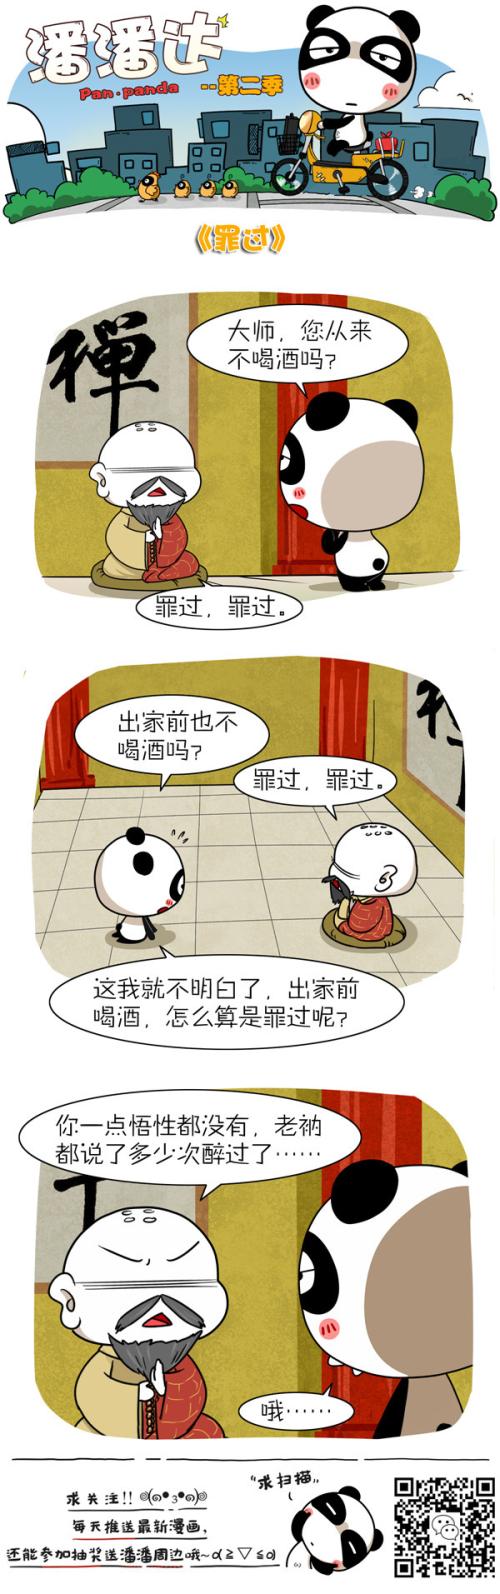 潘潘达
Pan·panda
--第二季
《罪过》
禅
大师，您从来
不喝酒吗？
罪过，罪过。
出家前也不
喝酒吗？
罪过，罪过。
这我就不明白了，出家前
喝酒，怎么算是罪过呢？
你一点悟性都没有，老衲
都说了多少次醉过了……
哦……
求关注!! ๏(๑•з•๑)๏
每天推送最新漫画，
还能参加抽奖送潘潘周边哦~o(≧▽≦o)
"求扫描"